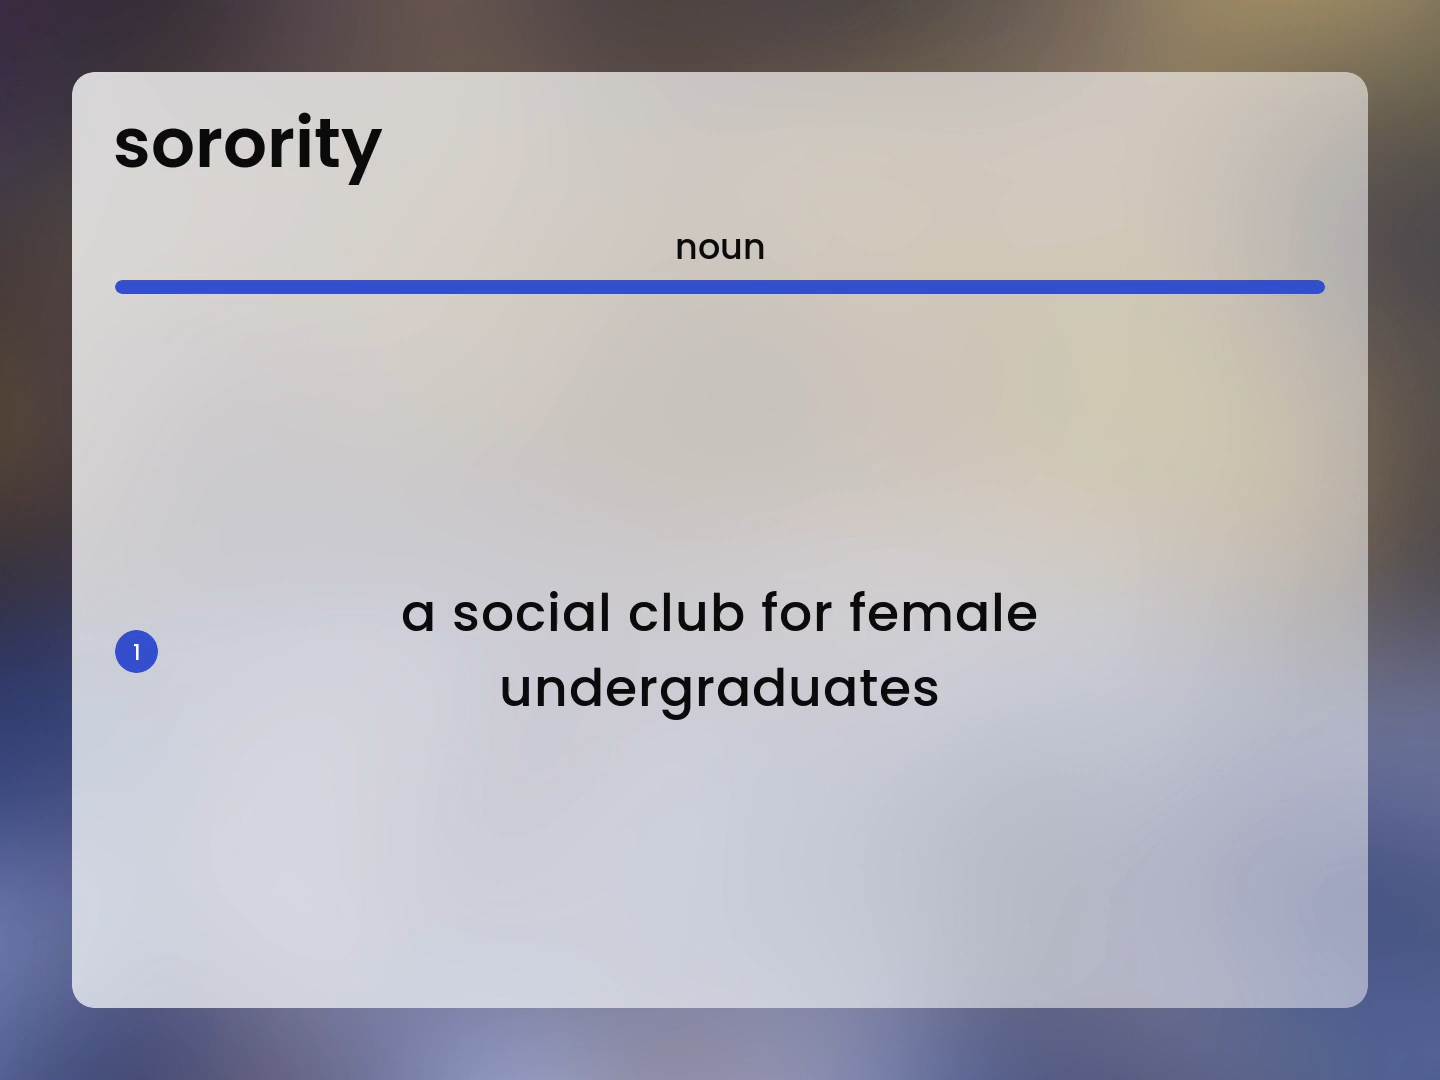 sorority
noun
1
a social club for female
undergraduates